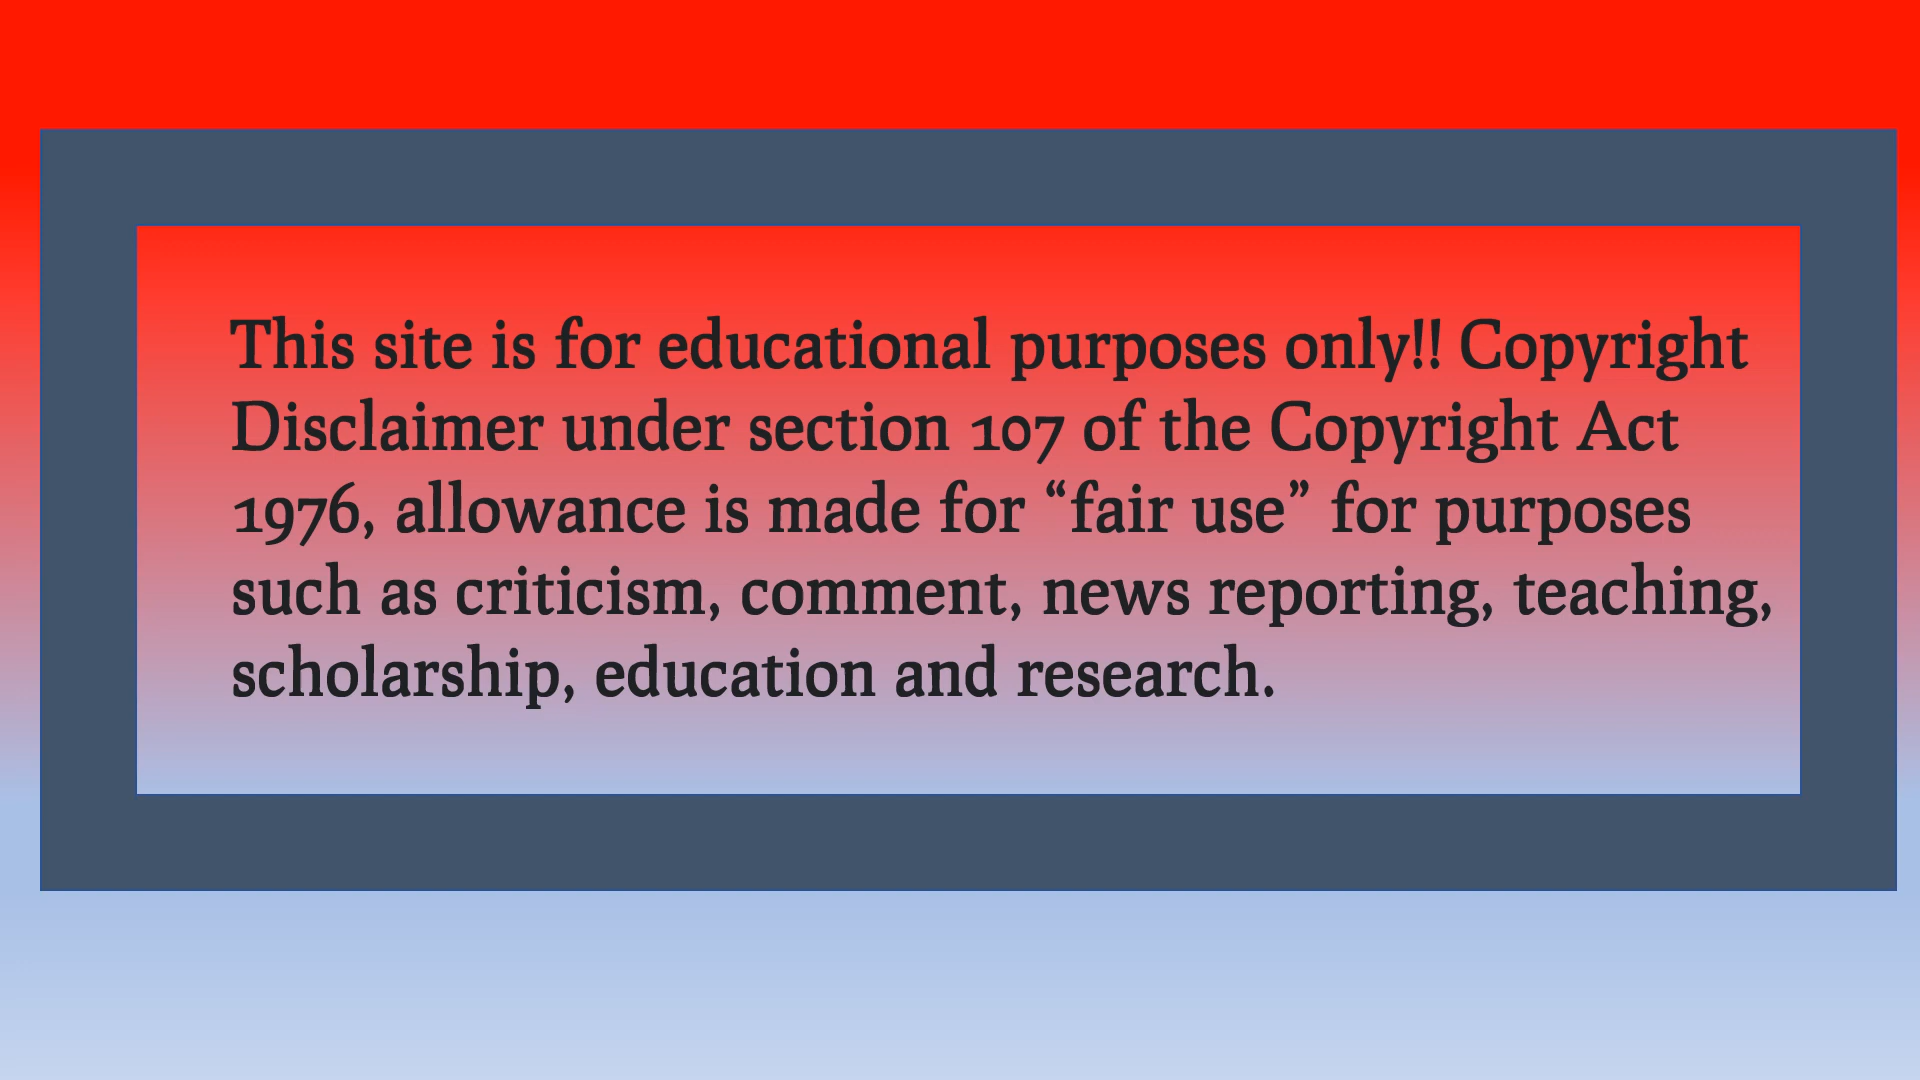 This site is for educational purposes only!! Copyright
Disclaimer under section 107 of the Copyright Act
1976, allowance is made for “fair use” for purposes
such as criticism, comment, news reporting, teaching,
scholarship, education and research.